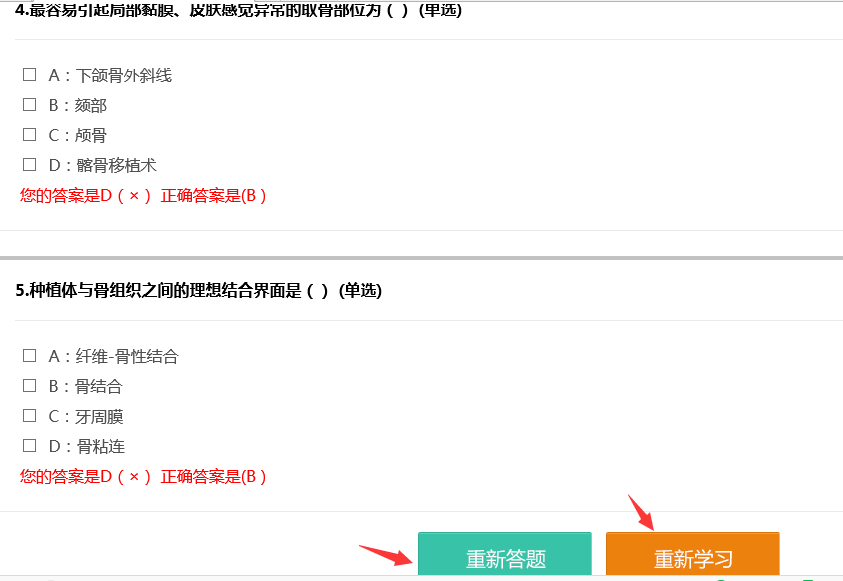 4.最容易引起局部黏膜、皮肤感觉异常的取骨部位为（ ）(单选)
A：下颌骨外斜线
B：颏部
C：颅骨
D：髂骨移植术
您的答案是D（×） 正确答案是(B）
5.种植体与骨组织之间的理想结合界面是（ ）(单选)
A：纤维-骨性结合
B：骨结合
C：牙周膜
D：骨粘连
您的答案是D（×） 正确答案是(B）
重新答题 重新学习